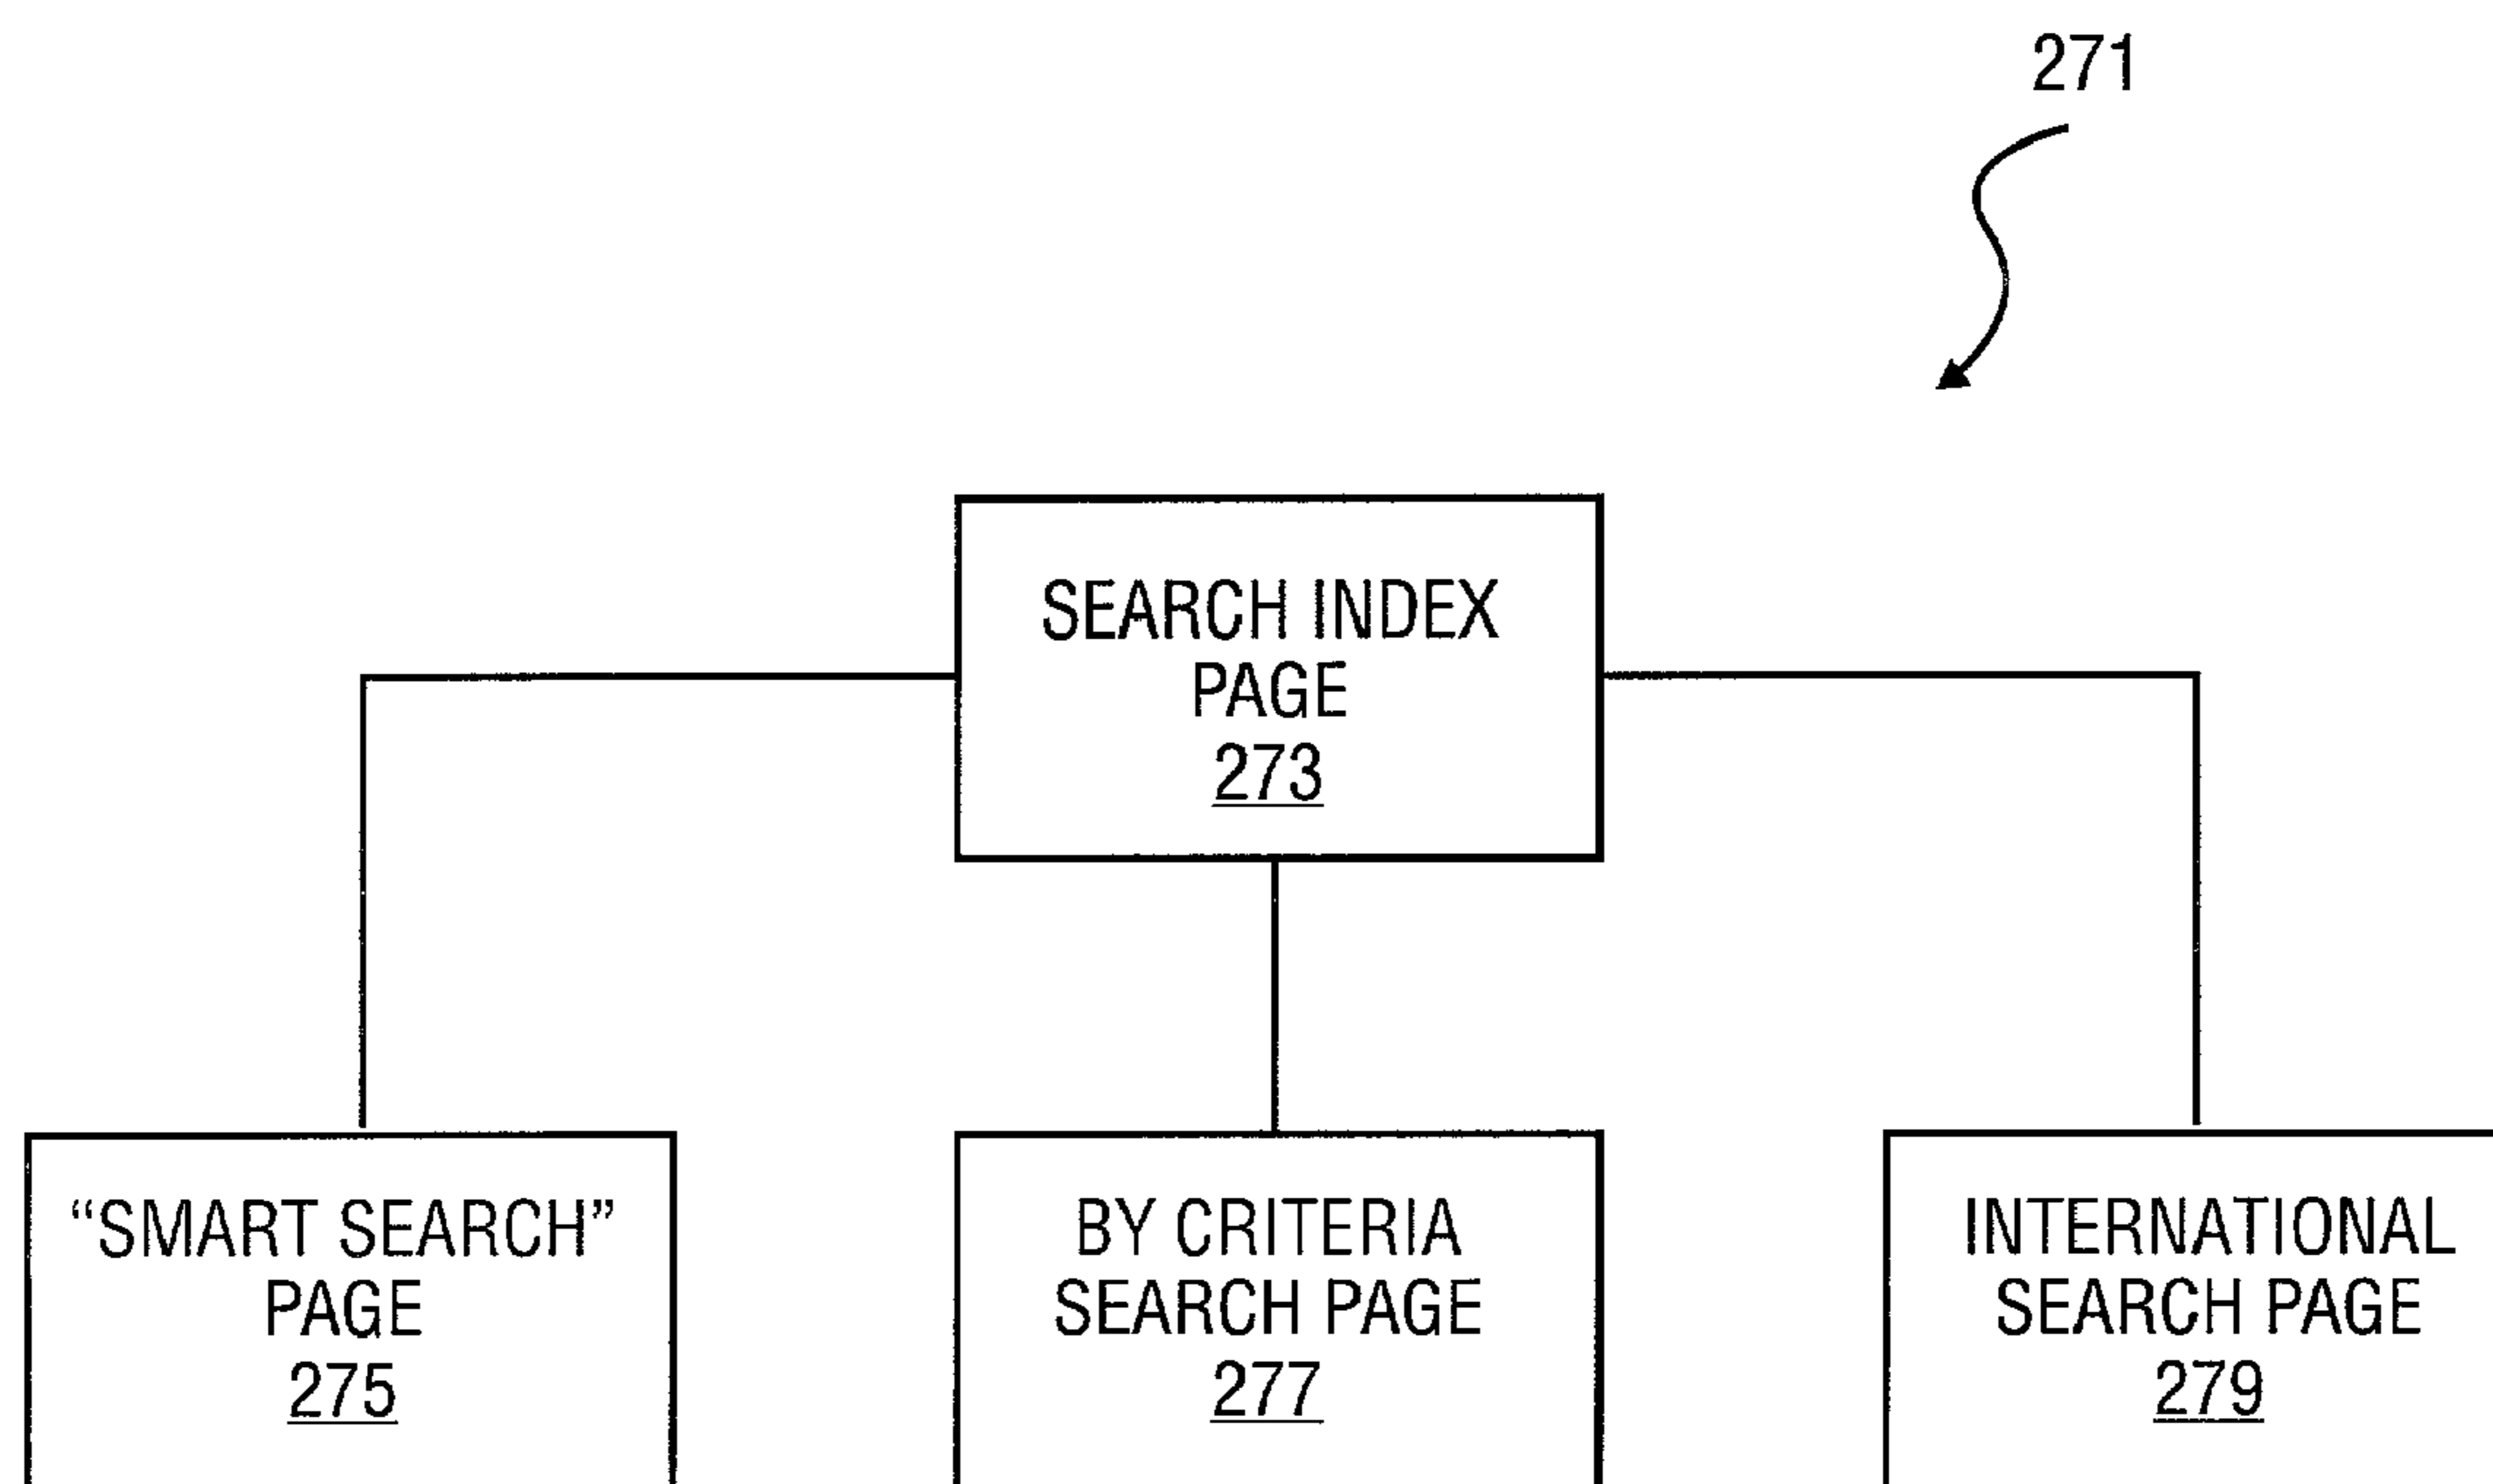 271
SEARCH INDEX
PAGE
273
“SMART SEARCH”
PAGE
275
BY CRITERIA
SEARCH PAGE
277
INTERNATIONAL
SEARCH PAGE
279